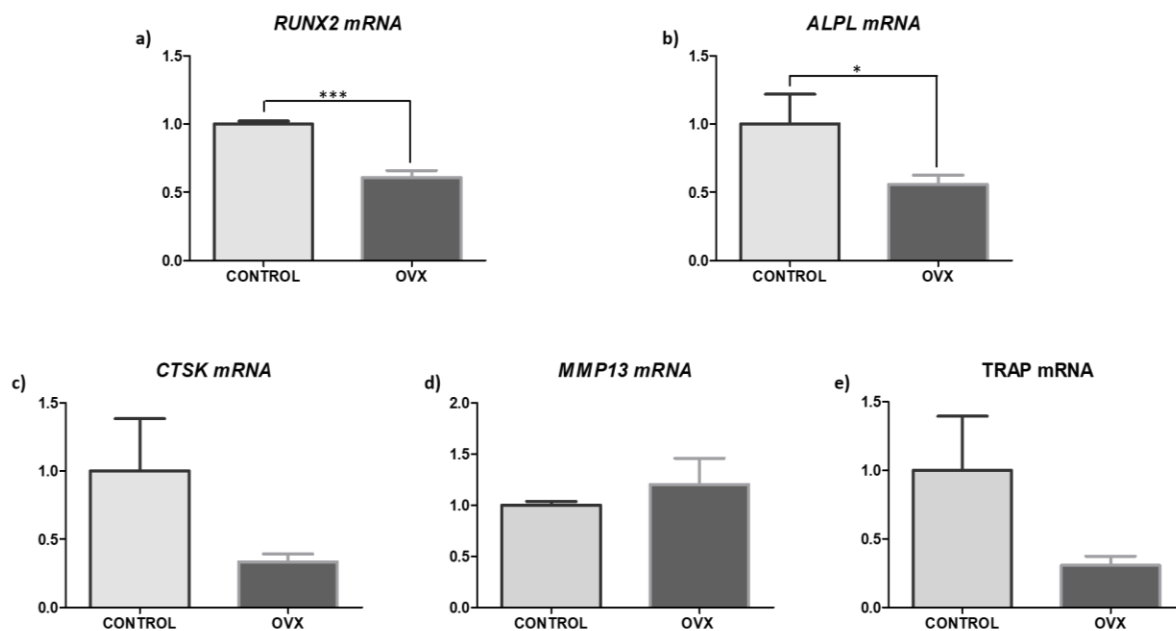 RUNX2 mRNA
a)
1.5
***
1.0
0.5
0.0
CONTROL OVX
ALPL mRNA
b)
1.5
*
1.0
0.5
0.0
CONTROL OVX
CTSK mRNA
c)
1.5
1.0
0.5
0.0
CONTROL OVX
MMP13 mRNA
d)
2.0
1.5
1.0
0.5
0.0
CONTROL OVX
TRAP mRNA
e)
1.5
1.0
0.5
0.0
CONTROL OVX